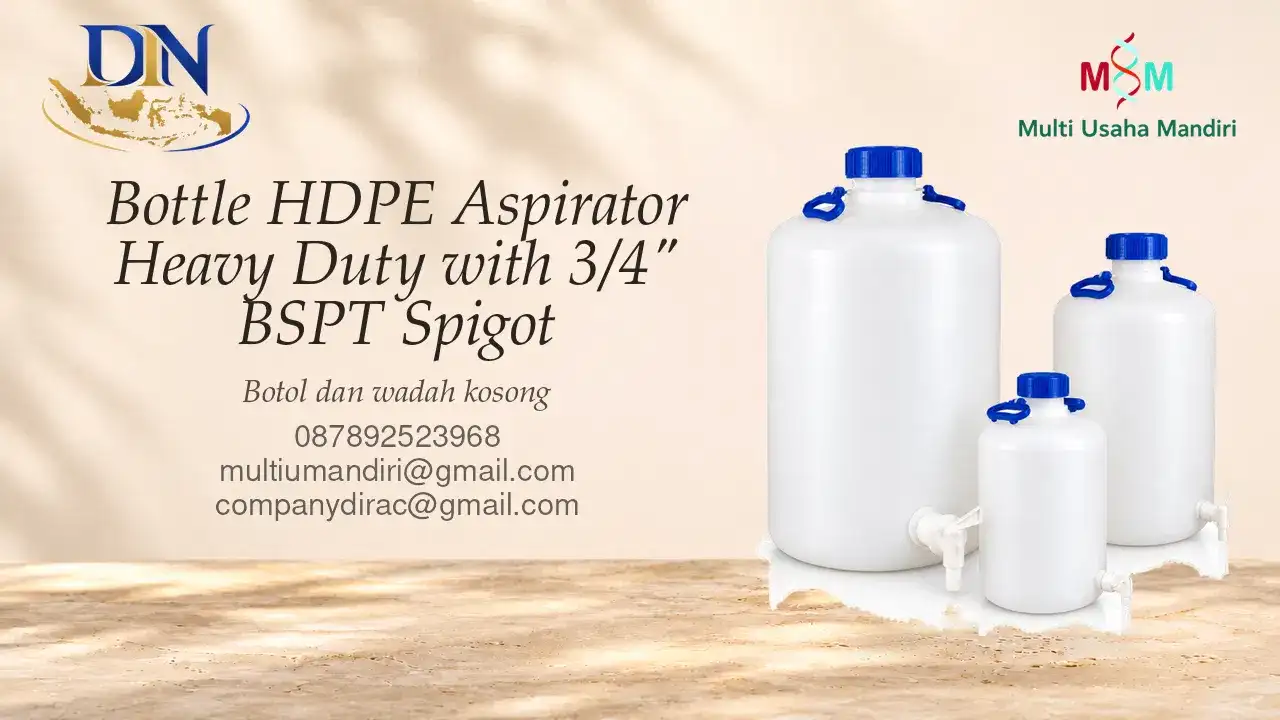 DIN
MSM
Multi Usaha Mandiri
Bottle HDPE Aspirator
Heavy Duty with 3/4"
BSPT Spigot
Botol dan wadah kosong
087892523968
multiumandiri@gmail.com
companydirac@gmail.com